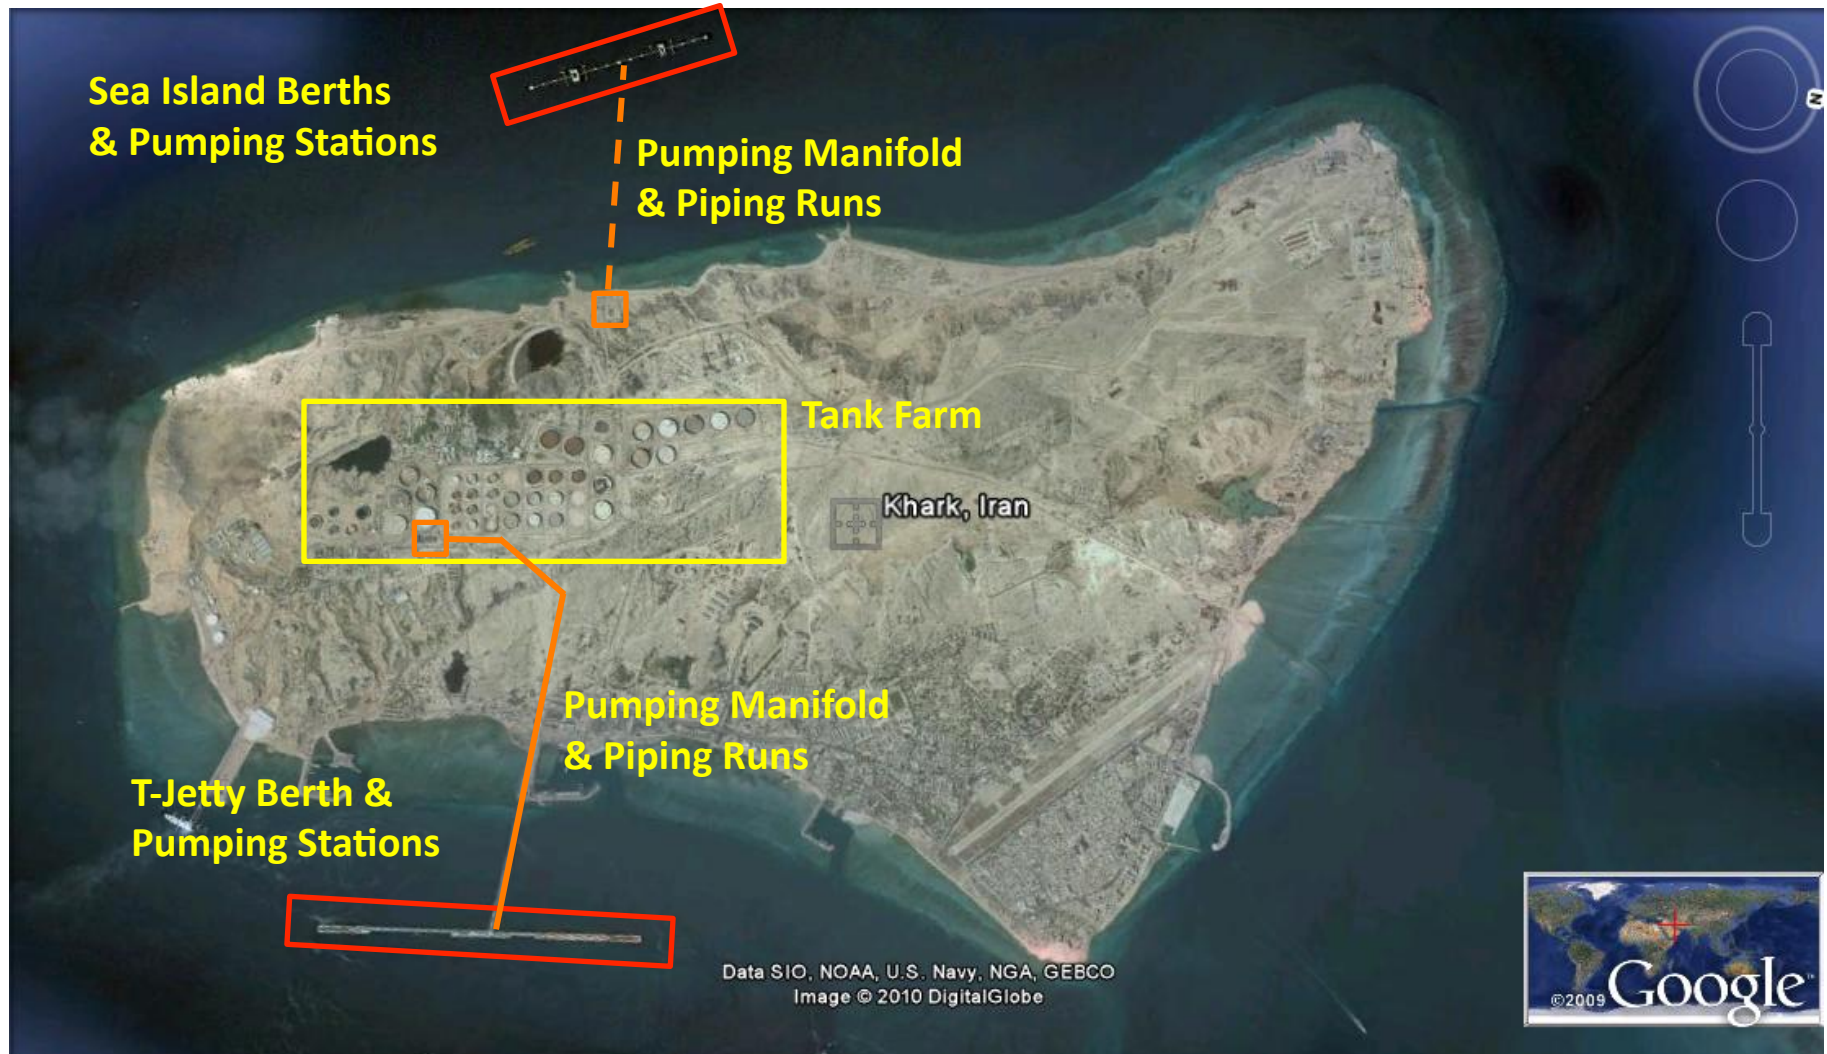 Sea Island Berths
& Pumping Stations
Pumping Manifold
& Piping Runs
N
Tank Farm
Khark, Iran
Pumping Manifold
& Piping Runs
T-Jetty Berth &
Pumping Stations
Data SIO, NOAA, U.S. Navy, NGA, GEBCO
Image © 2010 DigitalGlobe
©2009 Google™